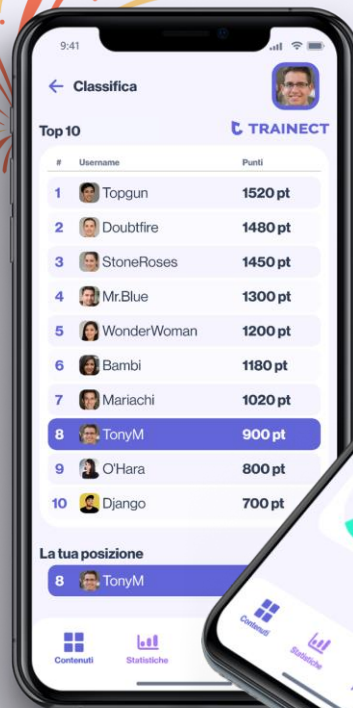 9:41
Classifica
Top 10
TRAINECT
# Username Punti
1 Topgun 1520 pt
2 Doubtfire 1480 pt
3 StoneRoses 1450 pt
4 Mr.Blue 1300 pt
5 WonderWoman 1200 pt
6 Bambi 1180 pt
7 Mariachi 1020 pt
8 TonyM 900 pt
9 O'Hara 800 pt
10 Django 700 pt
La tua posizione
8 TonyM
Contenuti Statistiche
Contenuti Statistiche